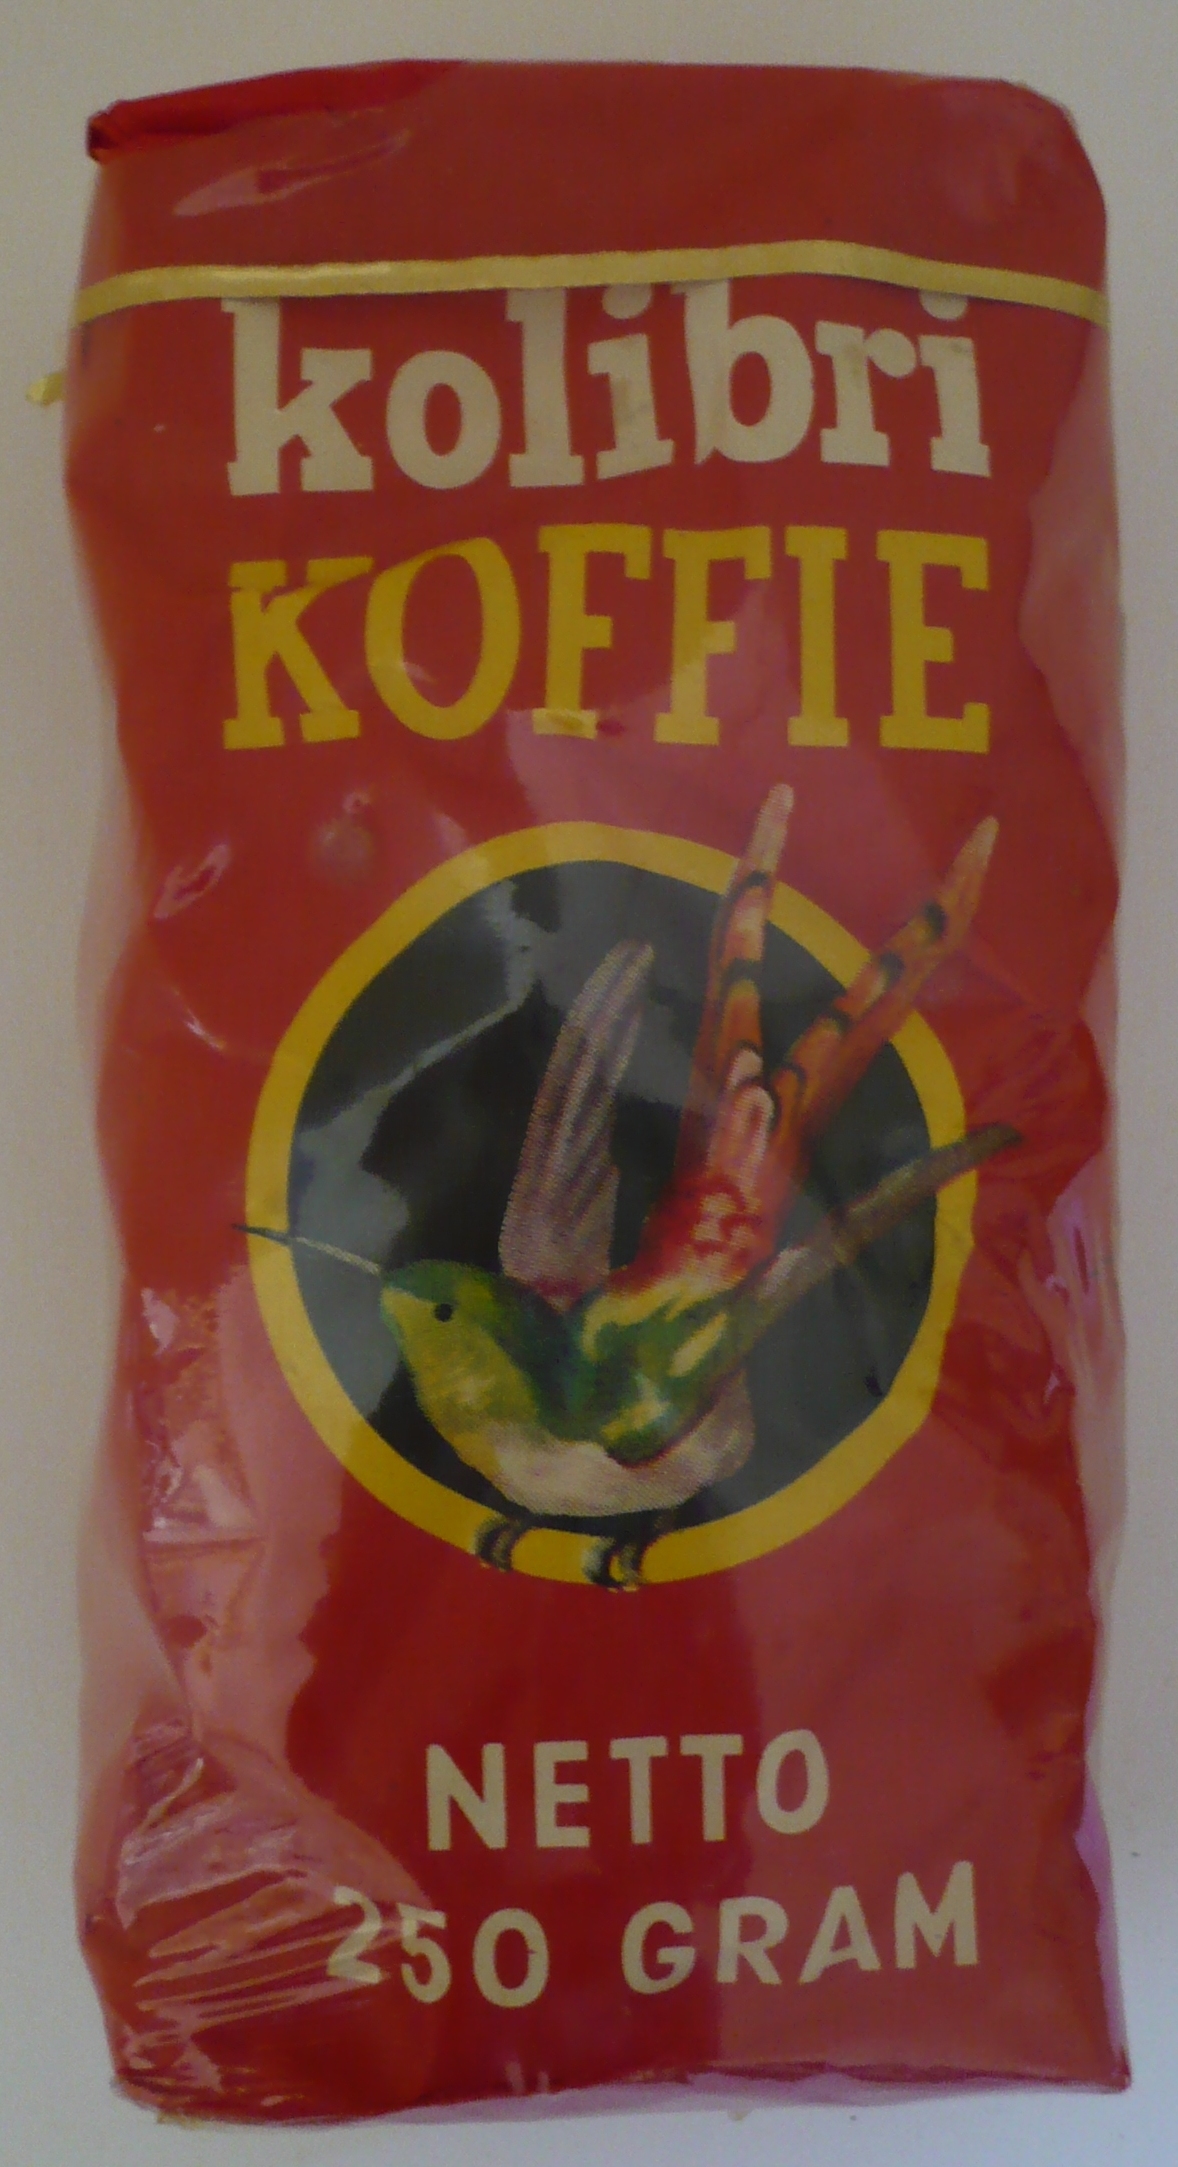 kolibri
KOFFIE
NETTO
250 GRAM